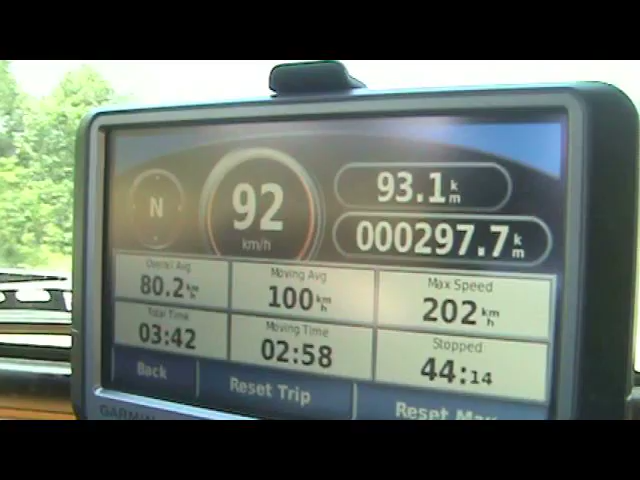 N
92
km/h
93.1 km
000297.7 km
Overall Avg
80.2 km/h
Moving Avg
100 km/h
Max Speed
202 km/h
Total Time
03:42
Moving Time
02:58
Stopped
44:14
Back
Reset Trip
Reset Max
GARMIN